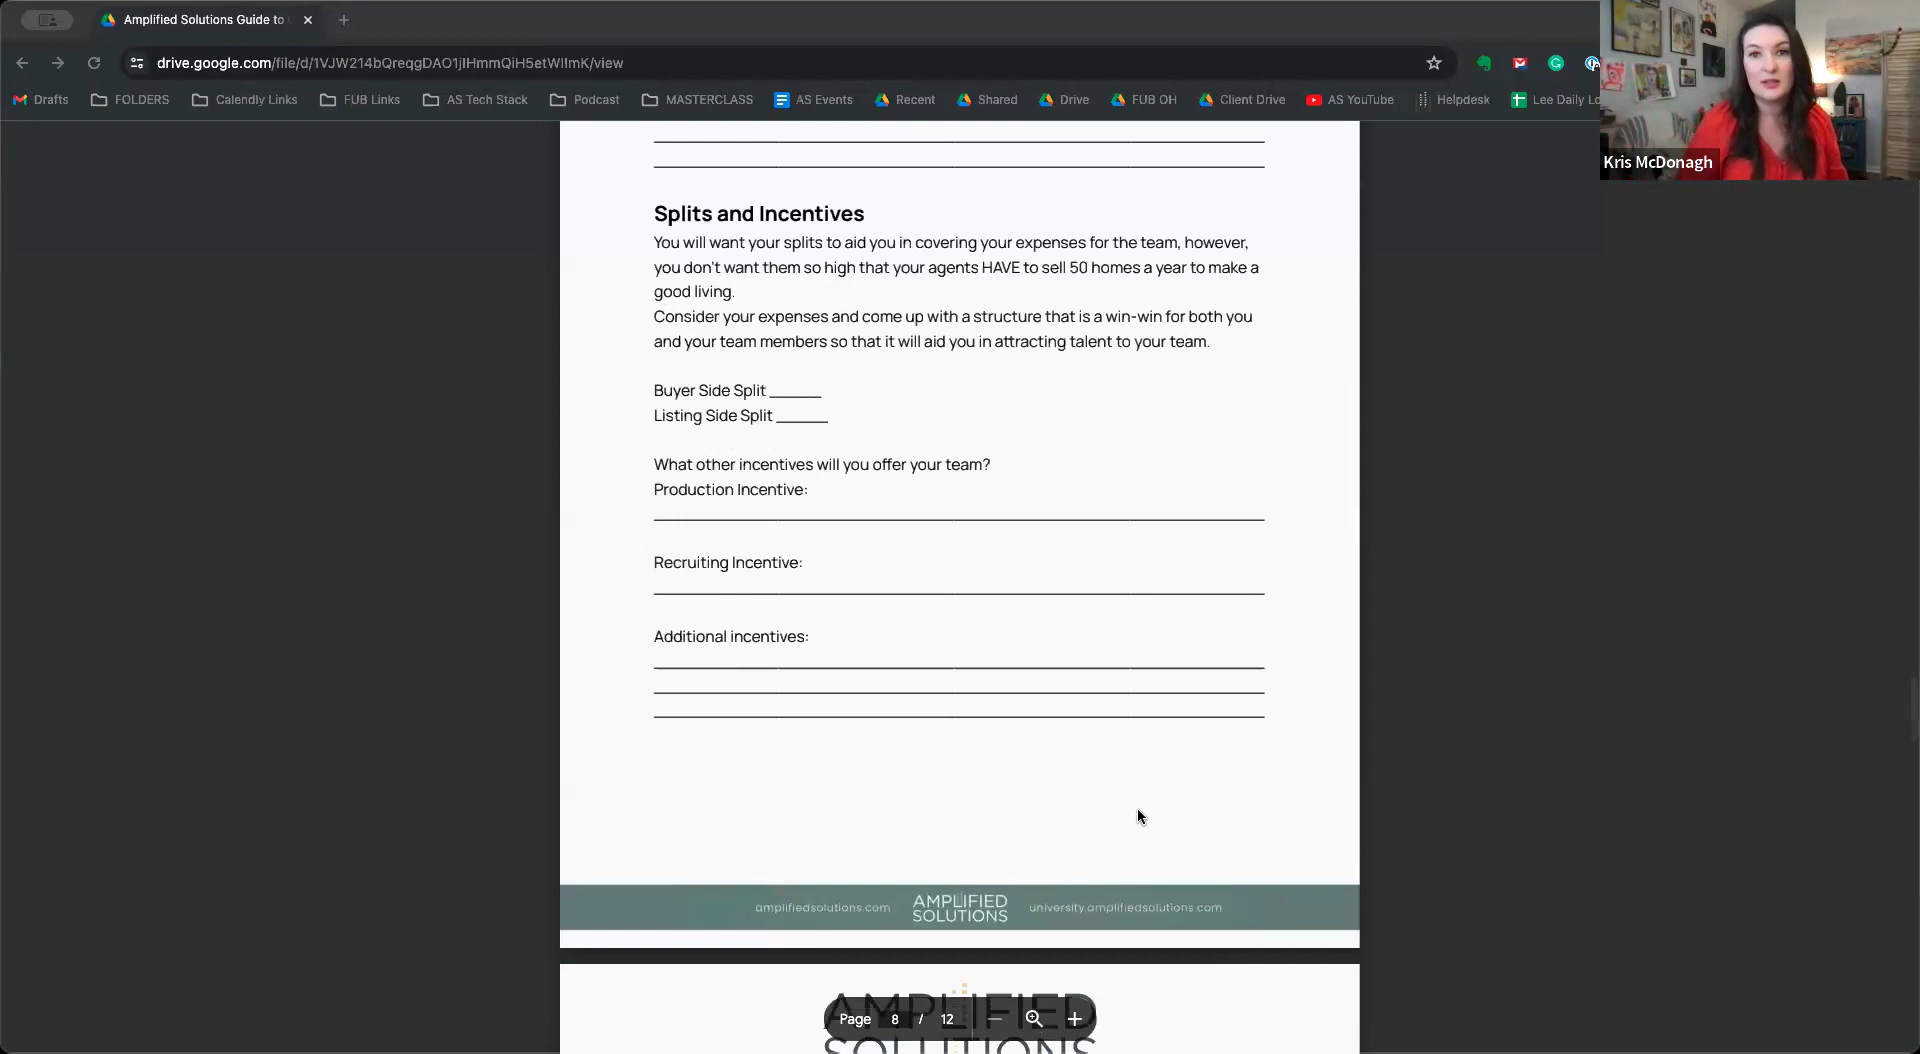 Amplified Solutions Guide to
drive.google.com/file/d/1VJW214bQreqgDAO1jIHmmQiH5etWIlmK/view
Drafts FOLDERS Calendly Links FUB Links AS Tech Stack Podcast MASTERCLASS AS Events Recent Shared Drive FUB OH Client Drive AS YouTube Helpdesk Lee Daily Lo
Kris McDonagh
Splits and Incentives
You will want your splits to aid you in covering your expenses for the team, however,
you don't want them so high that your agents HAVE to sell 50 homes a year to make a
good living.
Consider your expenses and come up with a structure that is a win-win for both you
and your team members so that it will aid you in attracting talent to your team.
Buyer Side Split ______
Listing Side Split ______
What other incentives will you offer your team?
Production Incentive:
Recruiting Incentive:
Additional incentives:
amplifiedsolutions.com AMPLIFIED SOLUTIONS university.amplifiedsolutions.com
AMPLIFIED
Page 8 / 12
SOLUTIONS